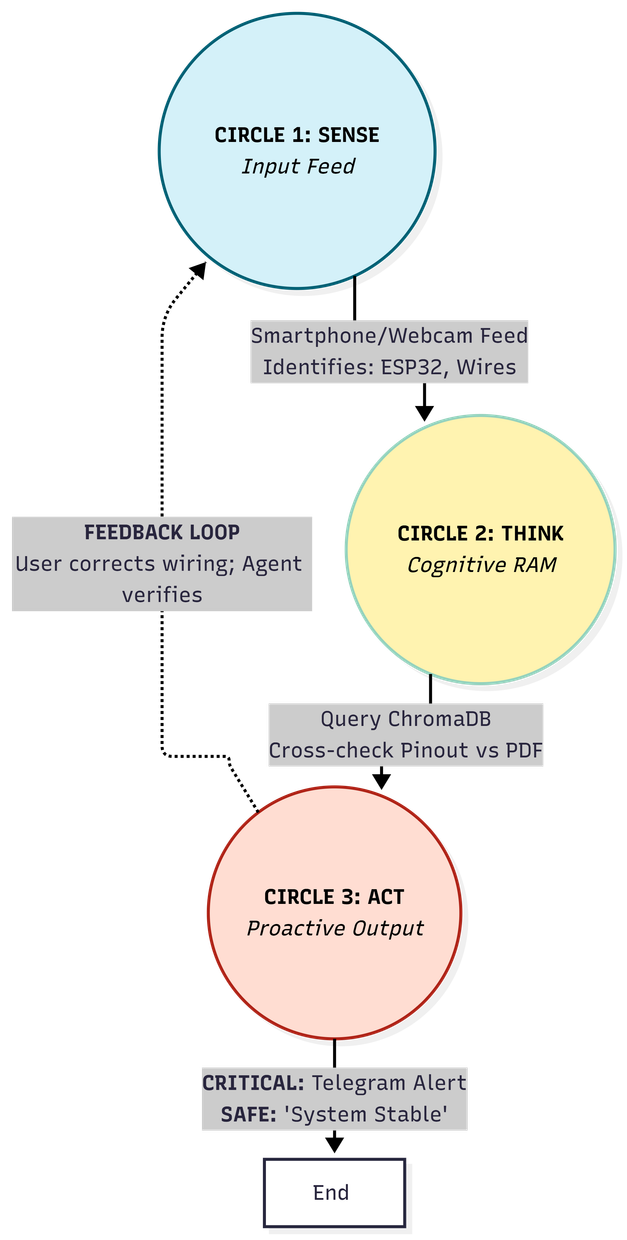 CIRCLE 1: SENSE
Input Feed
Smartphone/Webcam Feed
Identifies: ESP32, Wires
CIRCLE 2: THINK
Cognitive RAM
FEEDBACK LOOP
User corrects wiring; Agent
verifies
Query ChromaDB
Cross-check Pinout vs PDF
CIRCLE 3: ACT
Proactive Output
CRITICAL: Telegram Alert
SAFE: 'System Stable'
End